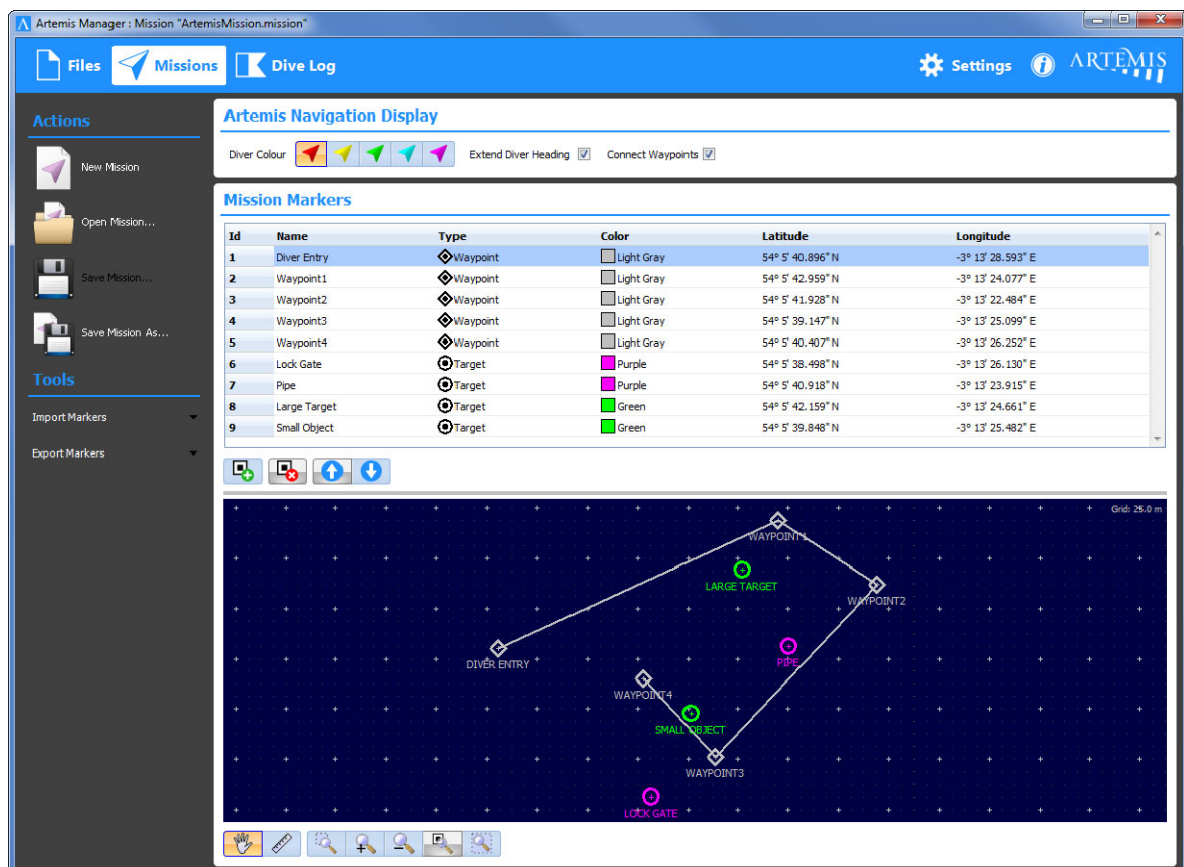 Artemis Manager : Mission "ArtemisMission.mission"
Files Missions Dive Log Settings ARTEMIS
Actions
New Mission
Open Mission...
Save Mission...
Save Mission As...
Tools
Import Markers
Export Markers
Artemis Navigation Display
Diver Colour Extend Diver Heading Connect Waypoints
Mission Markers
Id Name Type Color Latitude Longitude
1 Diver Entry Waypoint Light Gray 54° 5' 40.896" N -3° 13' 28.593" E
2 Waypoint1 Waypoint Light Gray 54° 5' 42.959" N -3° 13' 24.077" E
3 Waypoint2 Waypoint Light Gray 54° 5' 41.928" N -3° 13' 22.484" E
4 Waypoint3 Waypoint Light Gray 54° 5' 39.147" N -3° 13' 25.099" E
5 Waypoint4 Waypoint Light Gray 54° 5' 40.407" N -3° 13' 26.252" E
6 Lock Gate Target Purple 54° 5' 38.498" N -3° 13' 26.130" E
7 Pipe Target Purple 54° 5' 40.918" N -3° 13' 23.915" E
8 Large Target Target Green 54° 5' 42.159" N -3° 13' 24.661" E
9 Small Object Target Green 54° 5' 39.848" N -3° 13' 25.482" E
Grid: 25.0 m
WAYPOINT1
LARGE TARGET
WAYPOINT2
DIVER ENTRY
PIPE
WAYPOINT4
SMALL OBJECT
WAYPOINT3
LOCK GATE